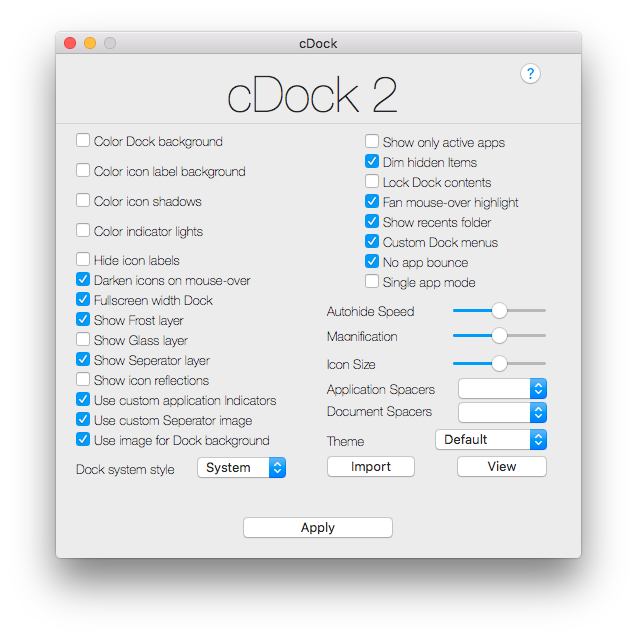 cDock
?
cDock 2
Color Dock background
Color icon label background
Color icon shadows
Color indicator lights
Hide icon labels
Darken icons on mouse-over
Fullscreen width Dock
Show Frost layer
Show Glass layer
Show Seperator layer
Show icon reflections
Use custom application Indicators
Use custom Seperator image
Use image for Dock background
Dock system style System
Show only active apps
Dim hidden Items
Lock Dock contents
Fan mouse-over highlight
Show recents folder
Custom Dock menus
No app bounce
Single app mode
Autohide Speed
Magnification
Icon Size
Application Spacers
Document Spacers
Theme Default
Import View
Apply